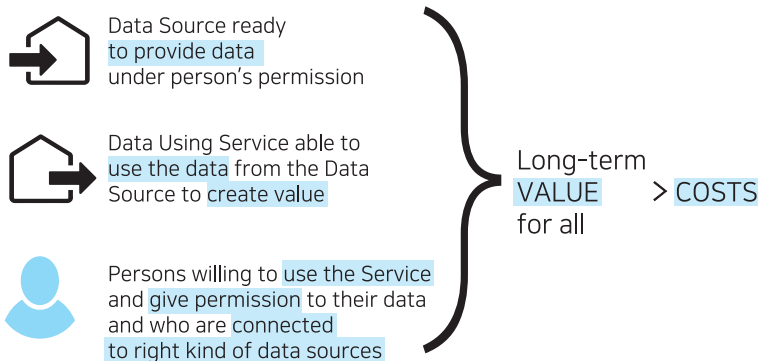 Data Source ready
to provide data
under person's permission
Data Using Service able to
use the data from the Data
Source to create value
Persons willing to use the Service
and give permission to their data
and who are connected
to right kind of data sources
Long-term
VALUE > COSTS
for all